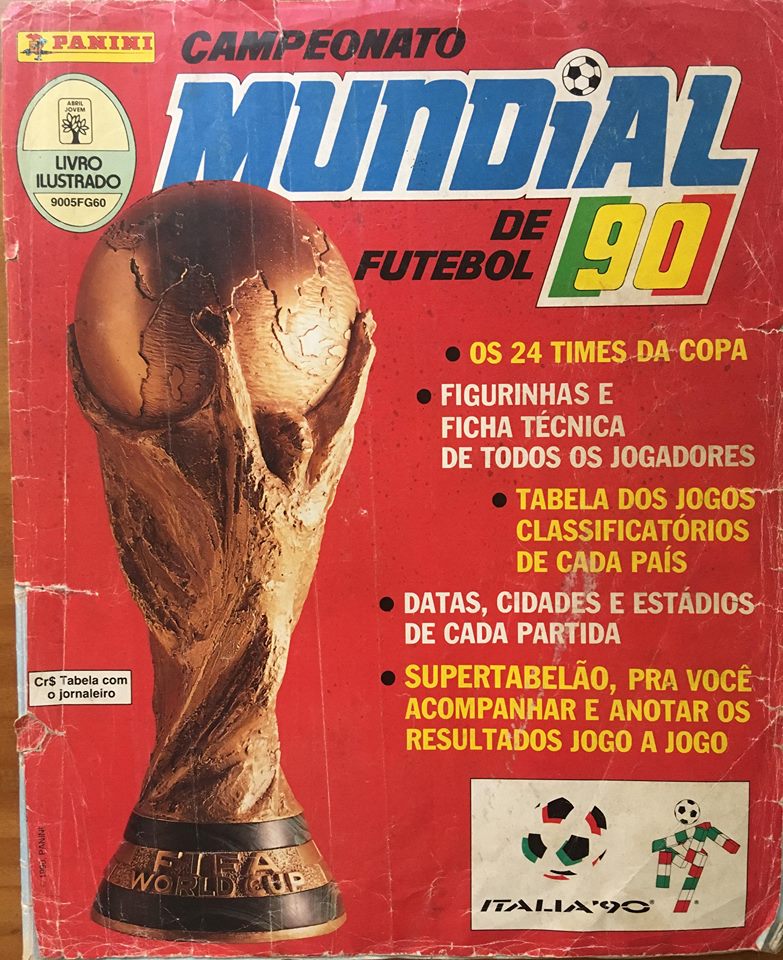 PANINI
CAMPEONATO
MUNDIAL
DE
FUTEBOL
90
ABRIL
JOVEM
LIVRO
ILUSTRADO
9005FG60
• OS 24 TIMES DA COPA
• FIGURINHAS E
FICHA TÉCNICA
DE TODOS OS JOGADORES
• TABELA DOS JOGOS
CLASSIFICATÓRIOS
DE CADA PAÍS
• DATAS, CIDADES E ESTÁDIOS
DE CADA PARTIDA
• SUPERTABELÃO, PRA VOCÊ
ACOMPANHAR E ANOTAR OS
RESULTADOS JOGO A JOGO
Cr$ Tabela com
o jornaleiro
FIFA
WORLD CUP
ITALIA'90
PANINI